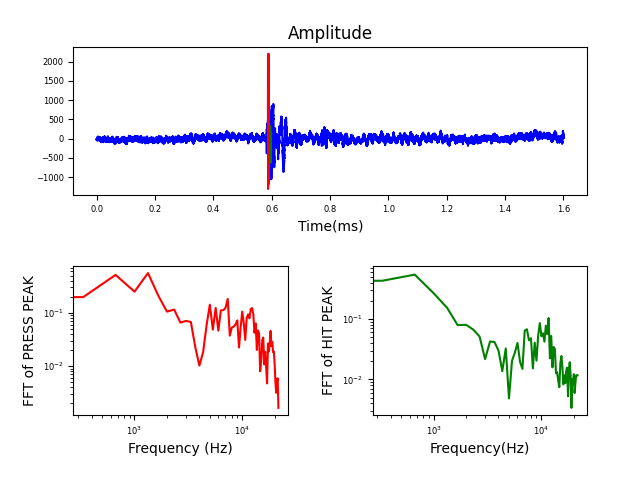 Amplitude
2000
1500
1000
500
0
−500
−1000
0.0 0.2 0.4 0.6 0.8 1.0 1.2 1.4 1.6
Time(ms)
FFT of PRESS PEAK
10⁻¹
10⁻²
10³ 10⁴
Frequency (Hz)
FFT of HIT PEAK
10⁻¹
10⁻²
10³ 10⁴
Frequency(Hz)